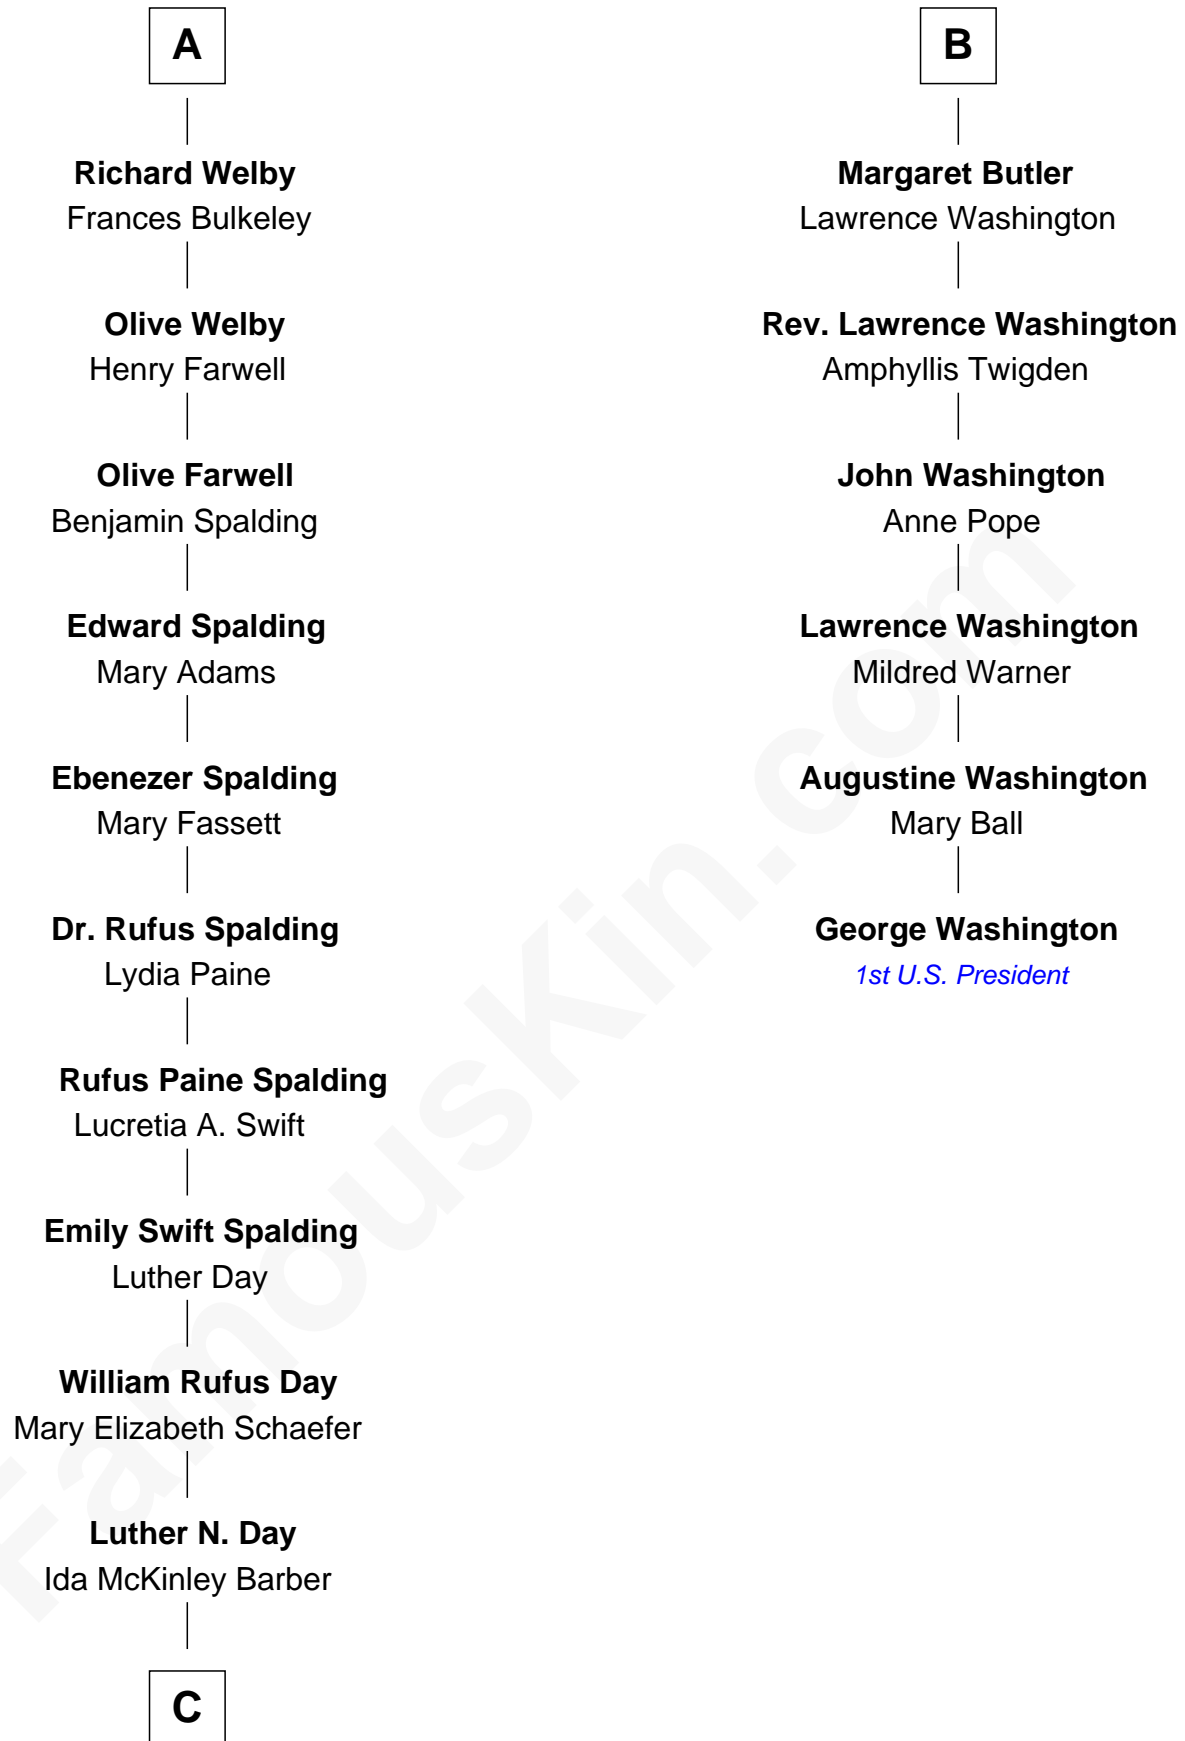 A
Richard Welby
Frances Bulkeley
Olive Welby
Henry Farwell
Olive Farwell
Benjamin Spalding
Edward Spalding
Mary Adams
Ebenezer Spalding
Mary Fassett
Dr. Rufus Spalding
Lydia Paine
Rufus Paine Spalding
Lucretia A. Swift
Emily Swift Spalding
Luther Day
William Rufus Day
Mary Elizabeth Schaefer
Luther N. Day
Ida McKinley Barber
C
B
Margaret Butler
Lawrence Washington
Rev. Lawrence Washington
Amphyllis Twigden
John Washington
Anne Pope
Lawrence Washington
Mildred Warner
Augustine Washington
Mary Ball
George Washington
1st U.S. President
FamousKin.com